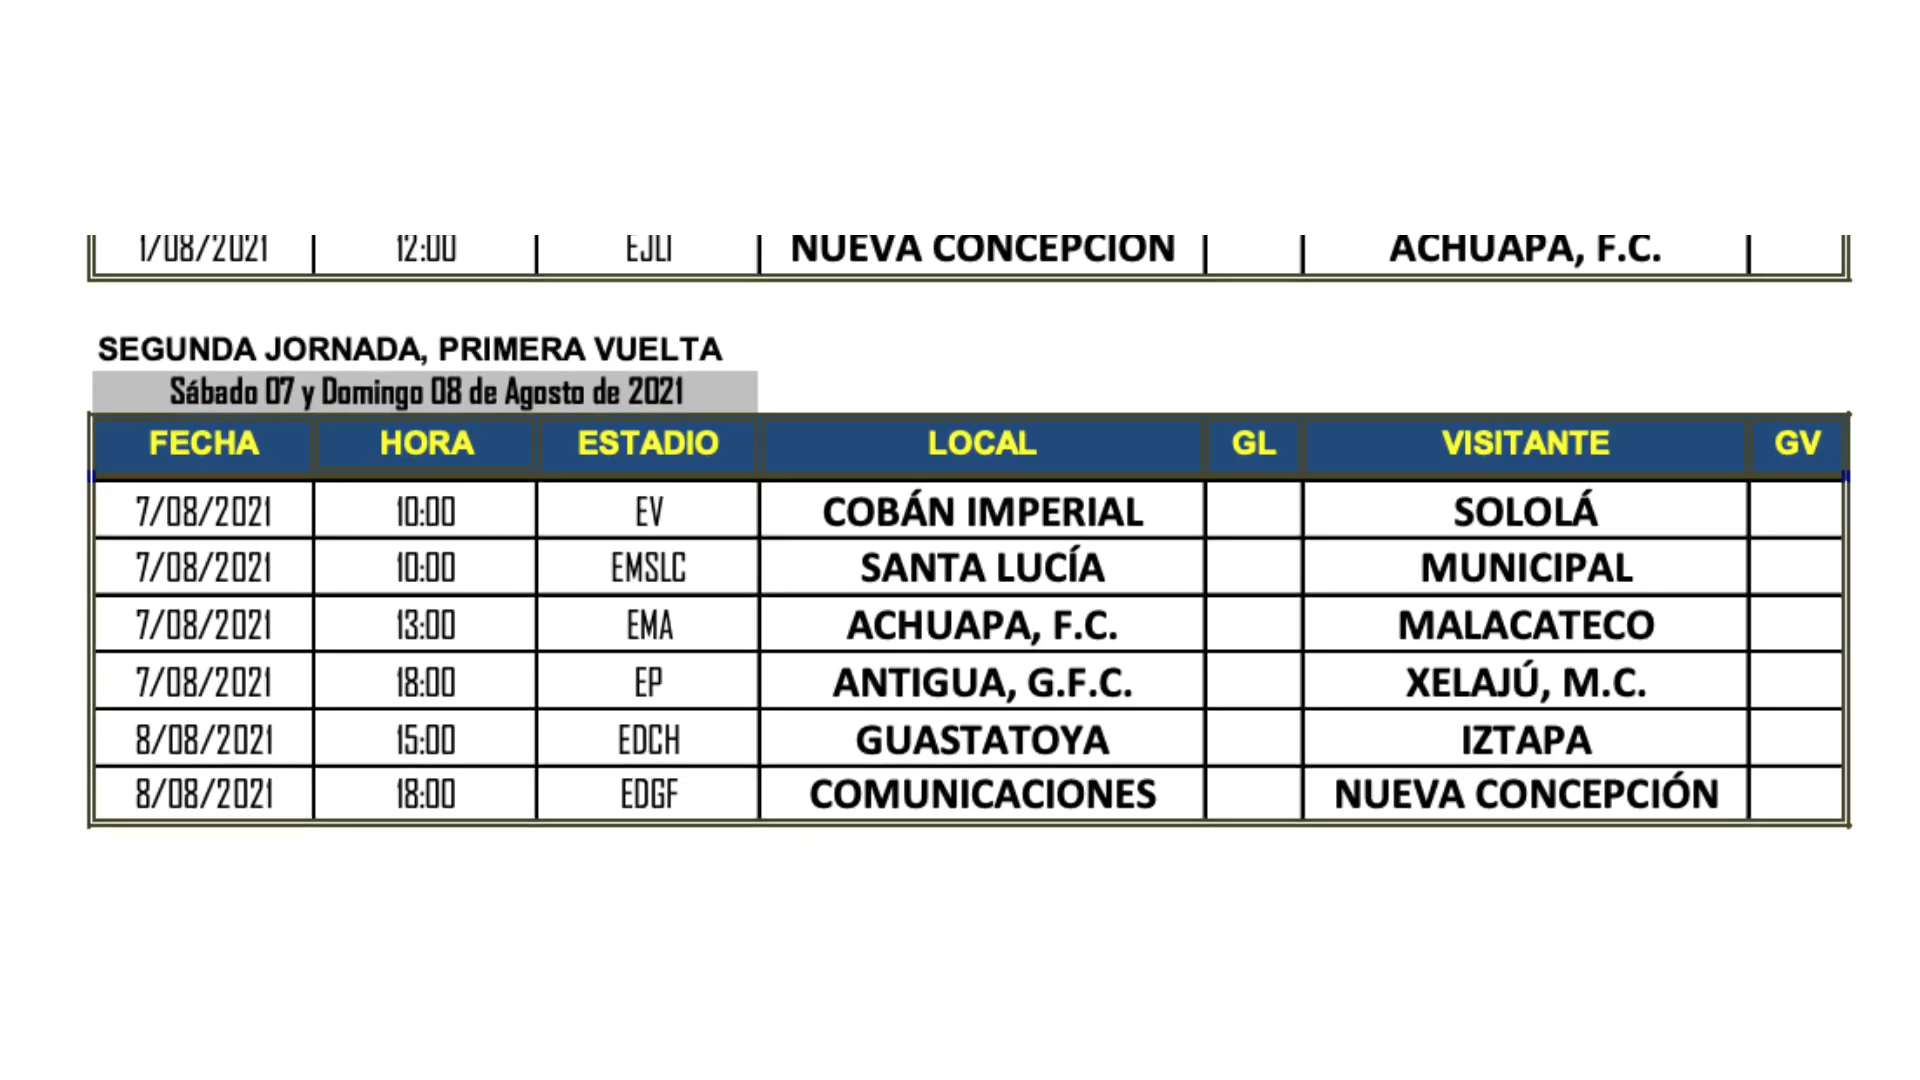 1/08/2021 12:00 EJLI NUEVA CONCEPCIÓN ACHUAPA, F.C.
SEGUNDA JORNADA, PRIMERA VUELTA
Sábado 07 y Domingo 08 de Agosto de 2021
FECHA HORA ESTADIO LOCAL GL VISITANTE GV
7/08/2021 10:00 EV COBÁN IMPERIAL SOLOLÁ
7/08/2021 10:00 EMSLC SANTA LUCÍA MUNICIPAL
7/08/2021 13:00 EMA ACHUAPA, F.C. MALACATECO
7/08/2021 18:00 EP ANTIGUA, G.F.C. XELAJÚ, M.C.
8/08/2021 15:00 EDCH GUASTATOYA IZTAPA
8/08/2021 18:00 EDGF COMUNICACIONES NUEVA CONCEPCIÓN